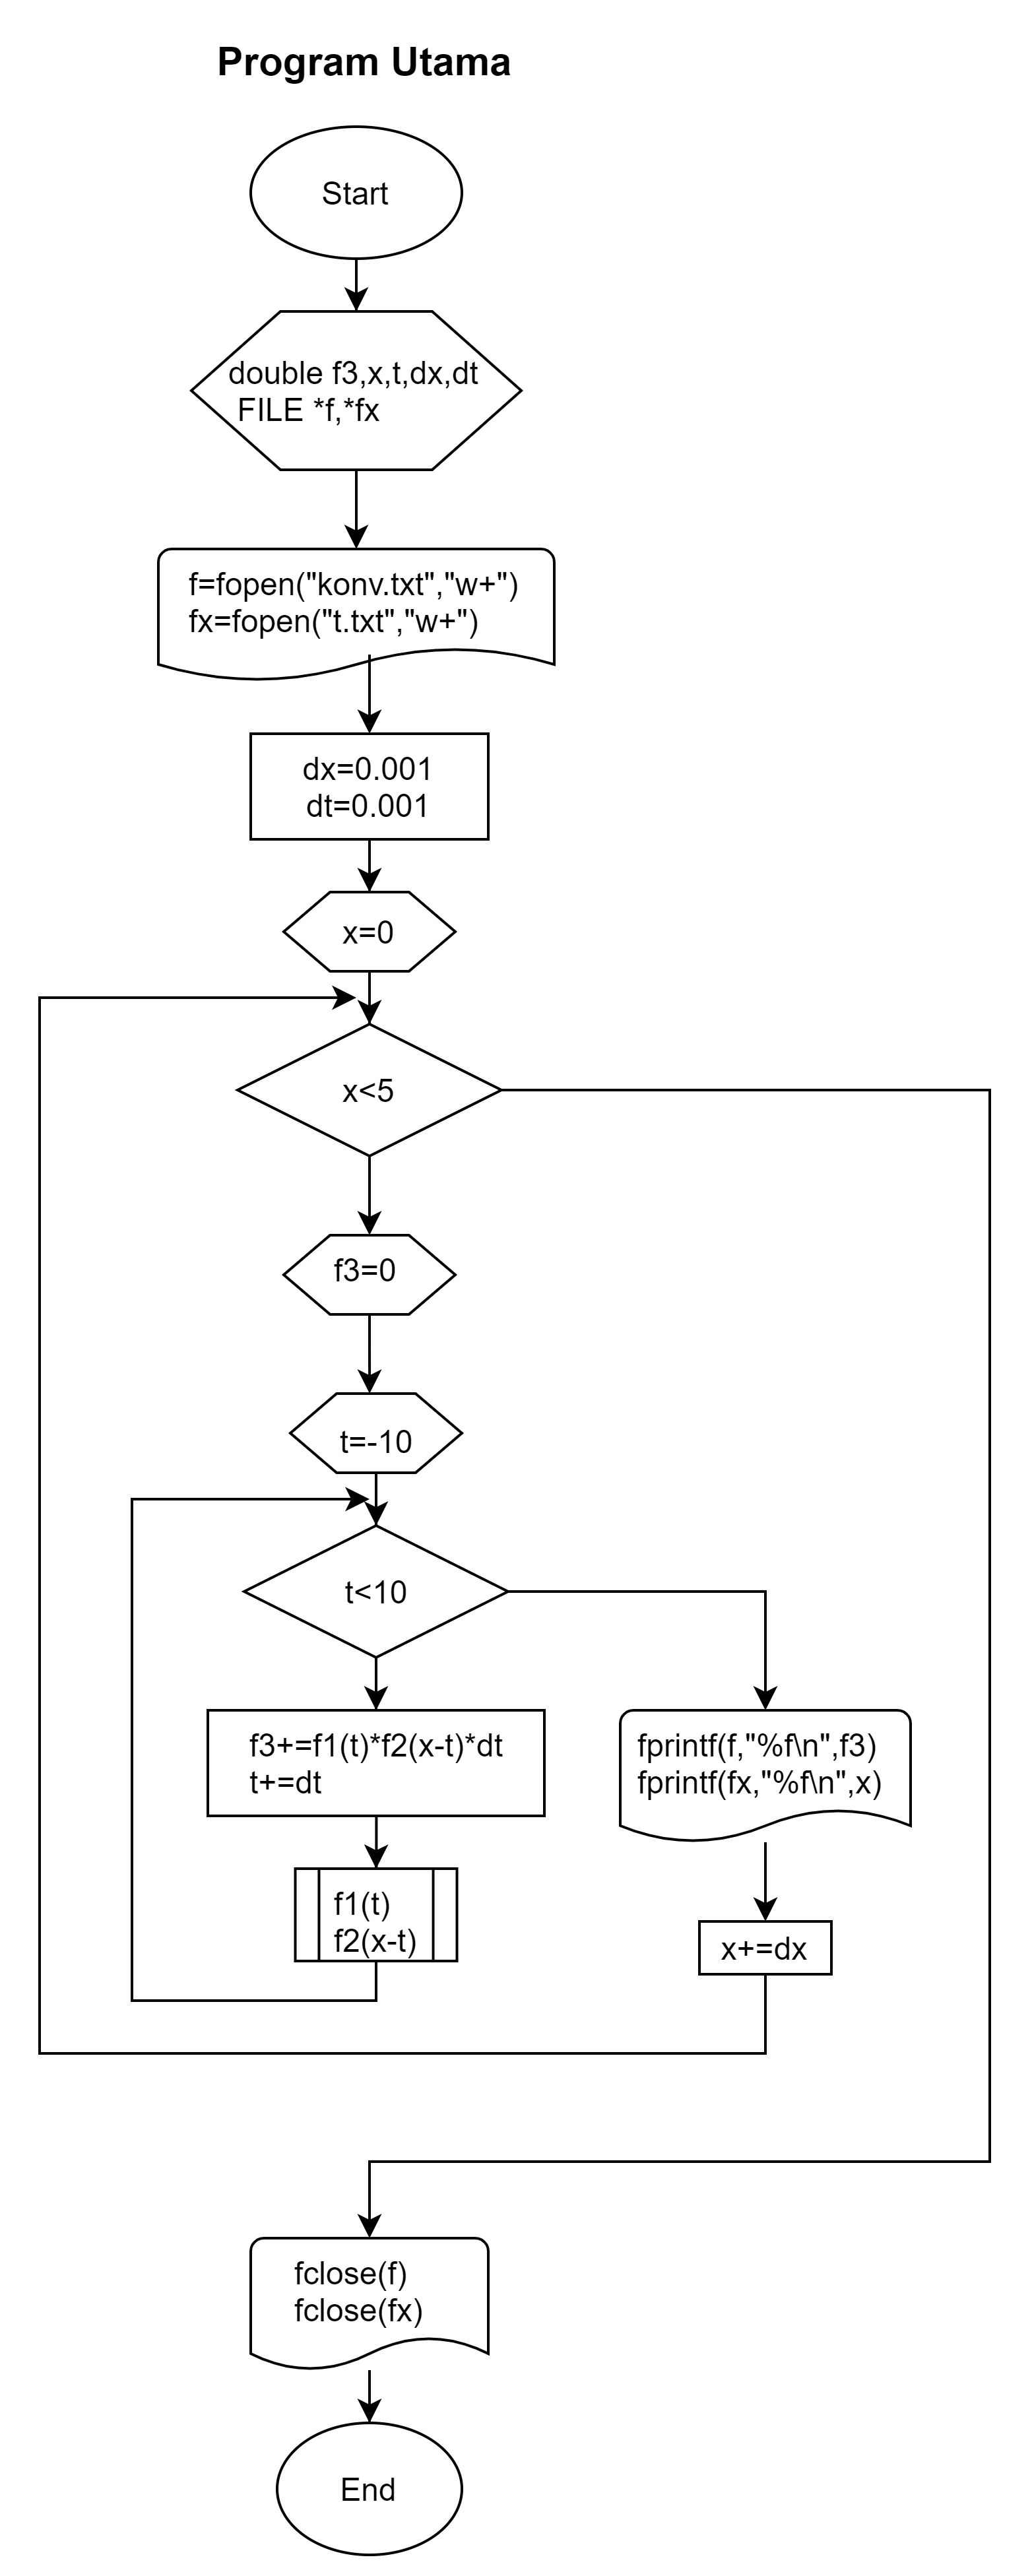 Program Utama
Start
double f3,x,t,dx,dt
FILE *f,*fx
f=fopen("konv.txt","w+")
fx=fopen("t.txt","w+")
dx=0.001
dt=0.001
x=0
x<5
f3=0
t=-10
t<10
f3+=f1(t)*f2(x-t)*dt
t+=dt
fprintf(f,"%f\n",f3)
fprintf(fx,"%f\n",x)
f1(t)
f2(x-t)
x+=dx
fclose(f)
fclose(fx)
End